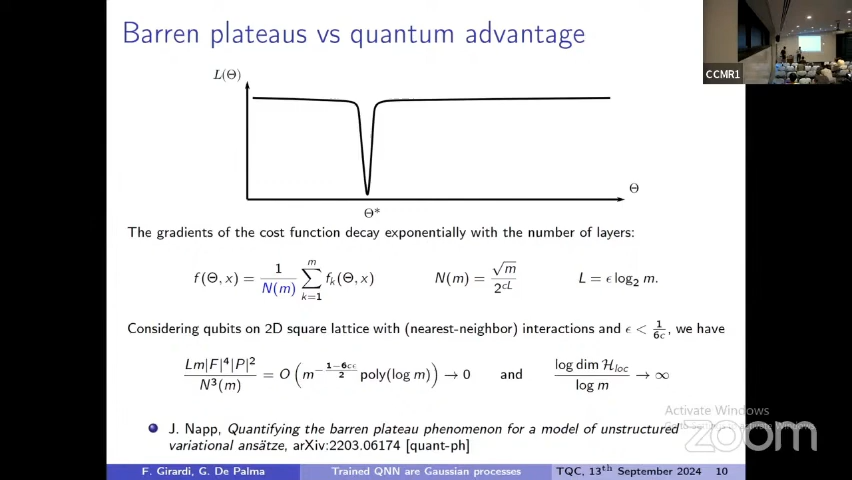 Barren plateaus vs quantum advantage
CCMR1
L(Θ)
Θ
Θ*
The gradients of the cost function decay exponentially with the number of layers:
f(Θ, x) = 1/N(m) ∑_{k=1}^{m} f_k(Θ, x) N(m) = √m/2^{cL} L = ϵ log₂ m.
Considering qubits on 2D square lattice with (nearest-neighbor) interactions and ϵ < 1/6c, we have
Lm|F|⁴|P|²/N³(m) = O(m^{-(1-6cϵ)/2} poly(log m)) → 0 and log dim H_loc/log m → ∞
Activate Windows
J. Napp, Quantifying the barren plateau phenomenon for a model of unstructured
variational ansätze, arXiv:2203.06174 [quant-ph]
zoom
F. Girardi, G. De Palma Trained QNN are Gaussian processes TQC, 13th September 2024 10